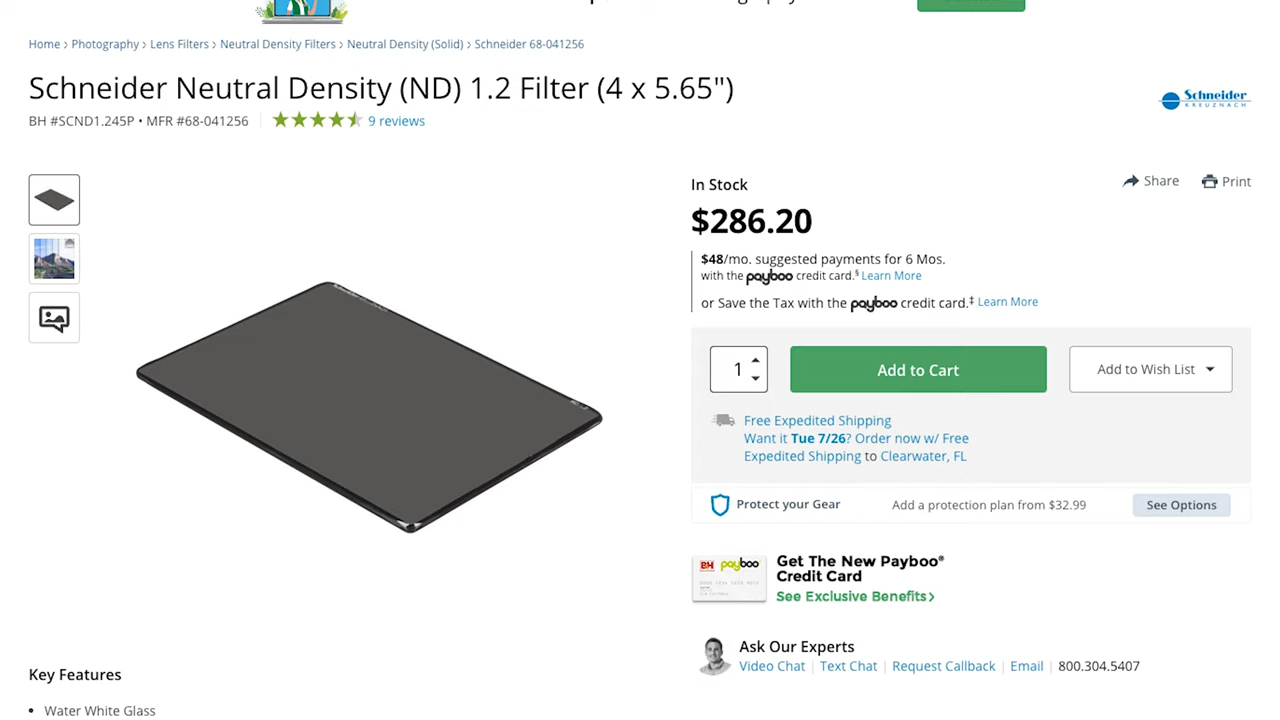 Home › Photography › Lens Filters › Neutral Density Filters › Neutral Density (Solid) › Schneider 68-041256
Schneider Neutral Density (ND) 1.2 Filter (4 x 5.65")
Schneider
KREUZNACH
BH #SCND1.245P • MFR #68-041256
9 reviews
In Stock
Share
Print
$286.20
$48/mo. suggested payments for 6 Mos.
with the payboo credit card.§ Learn More
or Save the Tax with the payboo credit card.‡ Learn More
1
Add to Cart
Add to Wish List
Free Expedited Shipping
Want it Tue 7/26? Order now w/ Free
Expedited Shipping to Clearwater, FL
Protect your Gear
Add a protection plan from $32.99
See Options
BH payboo
Get The New Payboo®
Credit Card
See Exclusive Benefits›
Ask Our Experts
Video Chat | Text Chat | Request Callback | Email | 800.304.5407
Key Features
• Water White Glass